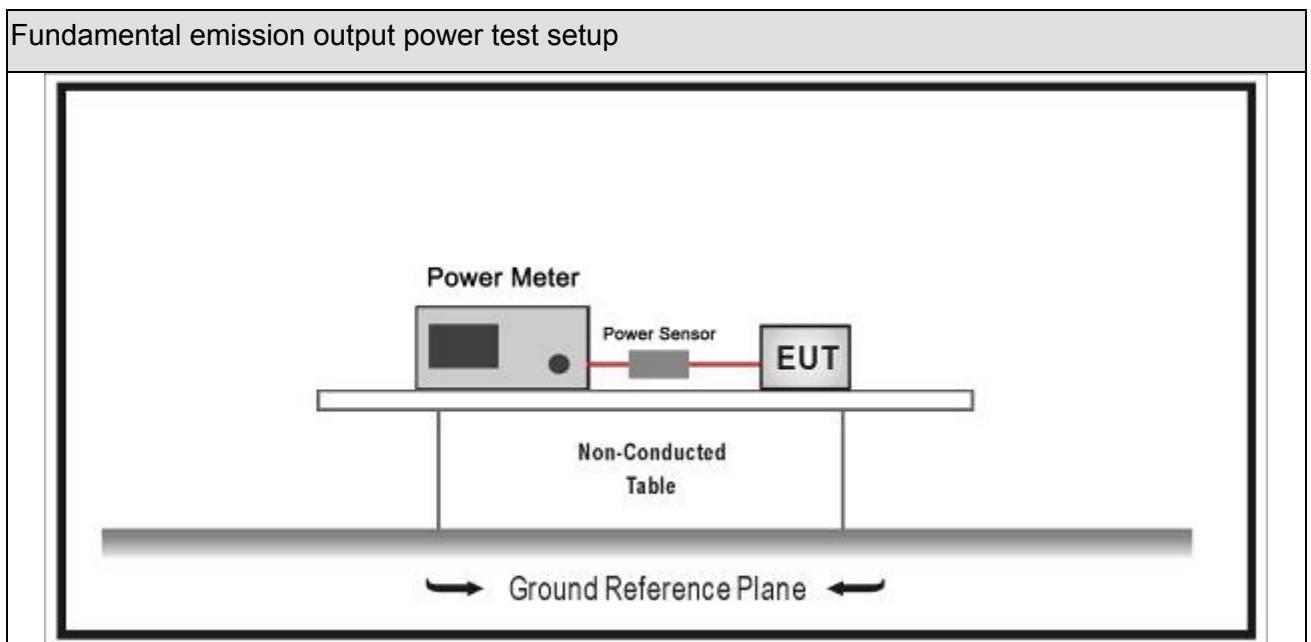 Fundamental emission output power test setup
Power Meter
Power Sensor
EUT
Non-Conducted
Table
Ground Reference Plane